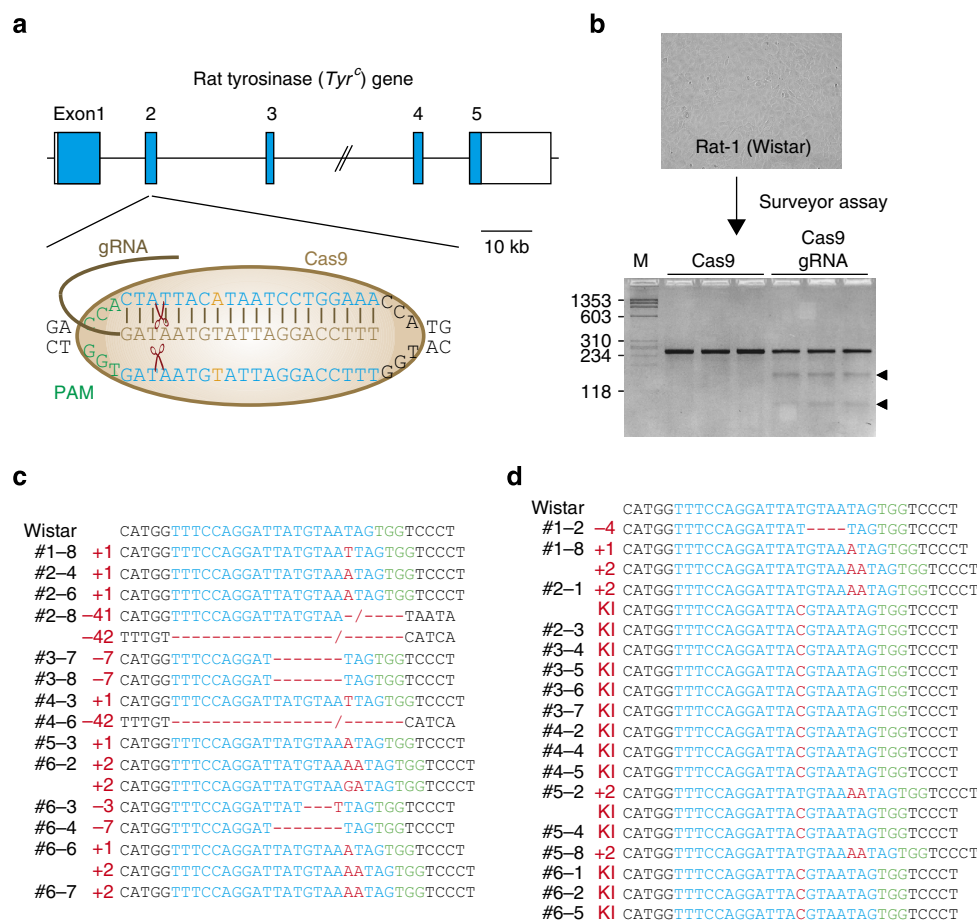 a
Rat tyrosinase (Tyr^c) gene
Exon1 2 3 4 5
10 kb
gRNA
Cas9
GA CCA CTATTACATAATCCTGGAAA CCA TG
GATAATGTATTAGGACCTTT
CT GGT GATAATGTATTAGGACCTTT GGT AC
PAM
b
Rat-1 (Wistar)
Surveyor assay
M Cas9 Cas9 gRNA
1353
603
310
234
118
c
Wistar CATGGTTTCCAGGATTATGTAATAGTGGTCCCT
#1–8 +1 CATGGTTTCCAGGATTATGTAATTAGTGGTCCCT
#2–4 +1 CATGGTTTCCAGGATTATGTAAATAGTGGTCCCT
#2–6 +1 CATGGTTTCCAGGATTATGTAAATAGTGGTCCCT
#2–8 –41 CATGGTTTCCAGGATTATGTAA-/----TAATA
–42 TTTGT----------------/------CATCA
#3–7 –7 CATGGTTTCCAGGAT-------TAGTGGTCCCT
#3–8 –7 CATGGTTTCCAGGAT-------TAGTGGTCCCT
#4–3 +1 CATGGTTTCCAGGATTATGTAATTAGTGGTCCCT
#4–6 –42 TTTGT----------------/------CATCA
#5–3 +1 CATGGTTTCCAGGATTATGTAAATAGTGGTCCCT
#6–2 +2 CATGGTTTCCAGGATTATGTAAAATAGTGGTCCCT
+2 CATGGTTTCCAGGATTATGTAAGATAGTGGTCCCT
#6–3 –3 CATGGTTTCCAGGATTAT---TTAGTGGTCCCT
#6–4 –7 CATGGTTTCCAGGAT-------TAGTGGTCCCT
#6–6 +1 CATGGTTTCCAGGATTATGTAAATAGTGGTCCCT
+2 CATGGTTTCCAGGATTATGTAAAATAGTGGTCCCT
#6–7 +2 CATGGTTTCCAGGATTATGTAAAATAGTGGTCCCT
d
Wistar CATGGTTTCCAGGATTATGTAATAGTGGTCCCT
#1–2 –4 CATGGTTTCCAGGATTAT----TAGTGGTCCCT
#1–8 +1 CATGGTTTCCAGGATTATGTAAATAGTGGTCCCT
+2 CATGGTTTCCAGGATTATGTAAAATAGTGGTCCCT
#2–1 +2 CATGGTTTCCAGGATTATGTAAAATAGTGGTCCCT
KI CATGGTTTCCAGGATTACGTAATAGTGGTCCCT
#2–3 KI CATGGTTTCCAGGATTACGTAATAGTGGTCCCT
#3–4 KI CATGGTTTCCAGGATTACGTAATAGTGGTCCCT
#3–5 KI CATGGTTTCCAGGATTACGTAATAGTGGTCCCT
#3–6 KI CATGGTTTCCAGGATTACGTAATAGTGGTCCCT
#3–7 KI CATGGTTTCCAGGATTACGTAATAGTGGTCCCT
#4–2 KI CATGGTTTCCAGGATTACGTAATAGTGGTCCCT
#4–4 KI CATGGTTTCCAGGATTACGTAATAGTGGTCCCT
#4–5 KI CATGGTTTCCAGGATTACGTAATAGTGGTCCCT
#5–2 +2 CATGGTTTCCAGGATTATGTAAAATAGTGGTCCCT
KI CATGGTTTCCAGGATTACGTAATAGTGGTCCCT
#5–4 KI CATGGTTTCCAGGATTACGTAATAGTGGTCCCT
#5–8 +2 CATGGTTTCCAGGATTATGTAAAATAGTGGTCCCT
#6–1 KI CATGGTTTCCAGGATTACGTAATAGTGGTCCCT
#6–2 KI CATGGTTTCCAGGATTACGTAATAGTGGTCCCT
#6–5 KI CATGGTTTCCAGGATTACGTAATAGTGGTCCCT